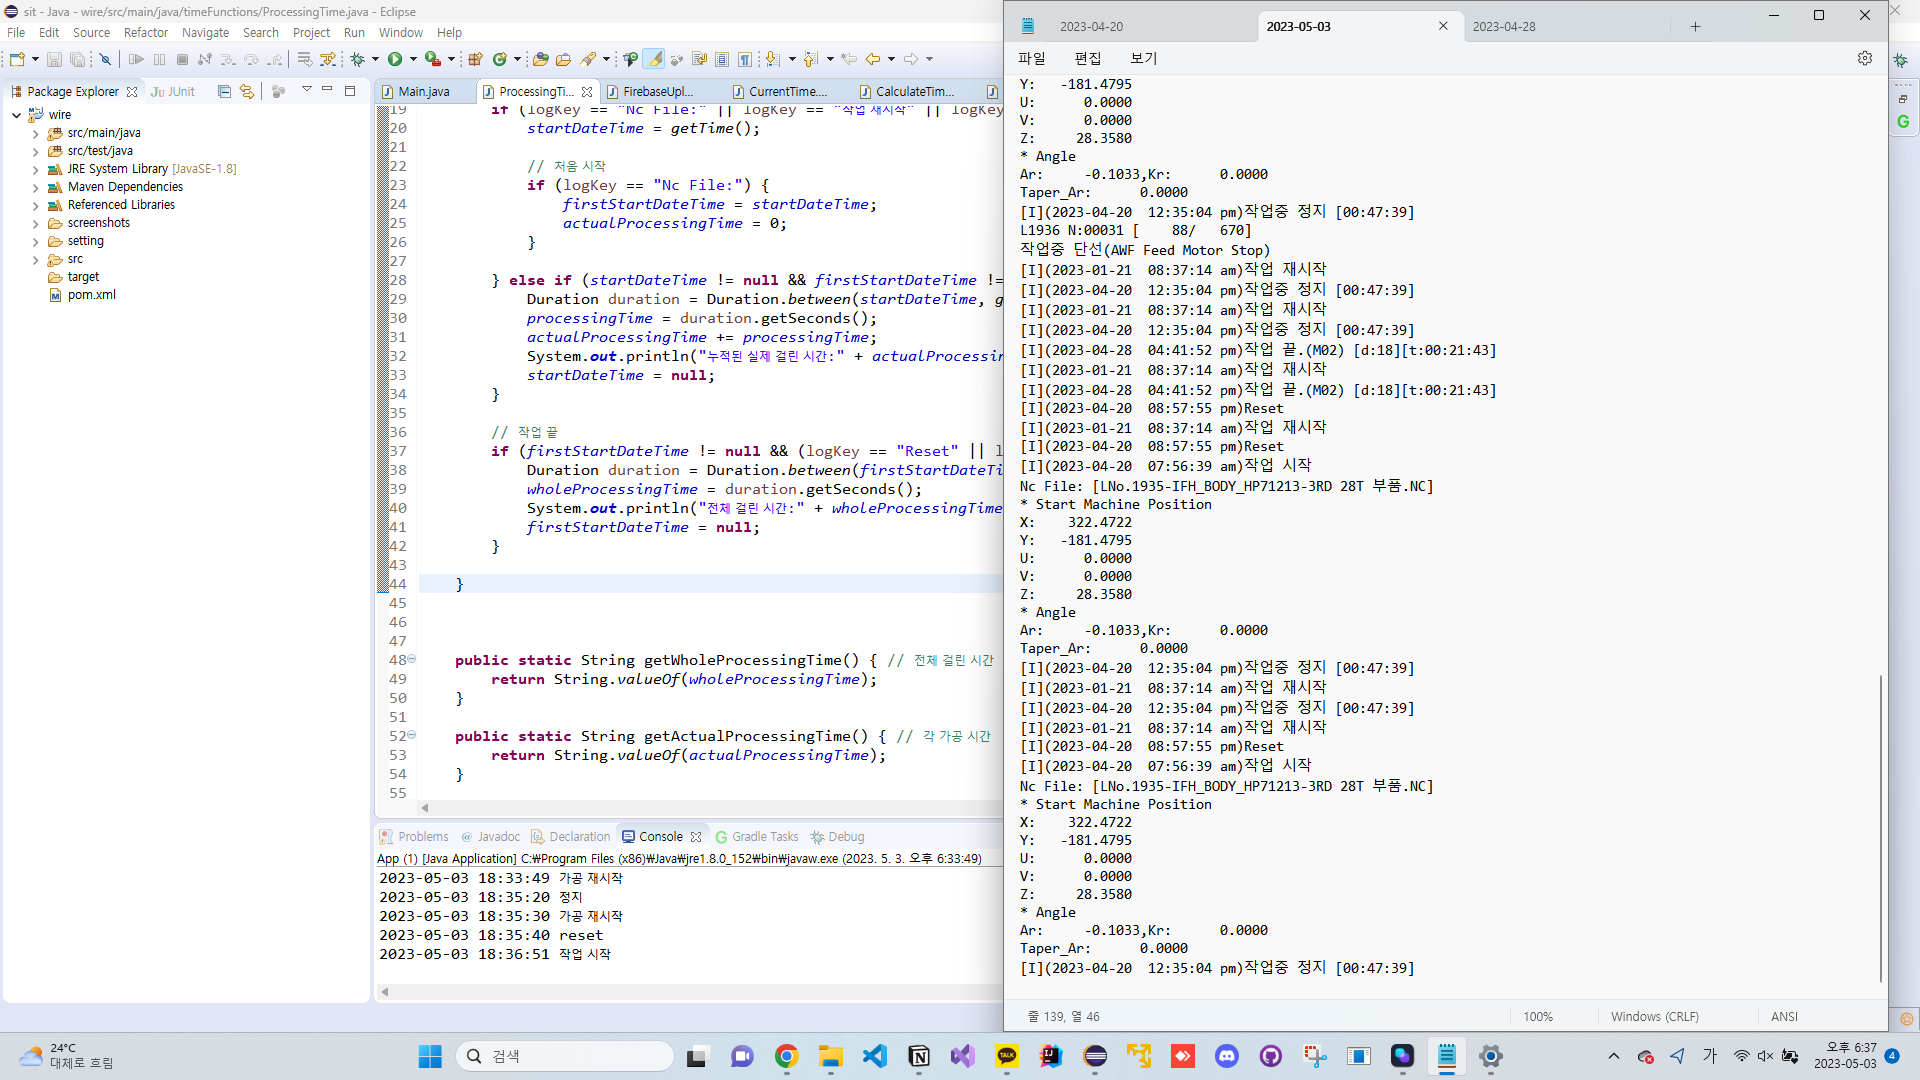 sit - Java - wire/src/main/java/timeFunctions/ProcessingTime.java - Eclipse
File Edit Source Refactor Navigate Search Project Run Window Help
Package Explorer JUnit
wire
src/main/java
src/test/java
JRE System Library [JavaSE-1.8]
Maven Dependencies
Referenced Libraries
screenshots
setting
src
target
pom.xml
Main.java ProcessingTi... FirebaseUpl... CurrentTime.... CalculateTim...
19 if (logKey == "Nc File:" || logKey == "작업 재시작" || logKey
20 startDateTime = getTime();
21
22 // 처음 시작
23 if (logKey == "Nc File:") {
24 firstStartDateTime = startDateTime;
25 actualProcessingTime = 0;
26 }
27
28 } else if (startDateTime != null && firstStartDateTime !=
29 Duration duration = Duration.between(startDateTime, g
30 processingTime = duration.getSeconds();
31 actualProcessingTime += processingTime;
32 System.out.println("누적된 실제 걸린 시간:" + actualProcessin
33 startDateTime = null;
34 }
35
36 // 작업 끝
37 if (firstStartDateTime != null && (logKey == "Reset" || l
38 Duration duration = Duration.between(firstStartDateTi
39 wholeProcessingTime = duration.getSeconds();
40 System.out.println("전체 걸린 시간:" + wholeProcessingTime
41 firstStartDateTime = null;
42 }
43
44 }
45
46
47
48 public static String getWholeProcessingTime() { // 전체 걸린 시간
49 return String.valueOf(wholeProcessingTime);
50 }
51
52 public static String getActualProcessingTime() { // 각 가공 시간
53 return String.valueOf(actualProcessingTime);
54 }
55
Problems Javadoc Declaration Console Gradle Tasks Debug
App (1) [Java Application] C:₩Program Files (x86)₩Java₩jre1.8.0_152₩bin₩javaw.exe (2023. 5. 3. 오후 6:33:49)
2023-05-03 18:33:49 가공 재시작
2023-05-03 18:35:20 정지
2023-05-03 18:35:30 가공 재시작
2023-05-03 18:35:40 reset
2023-05-03 18:36:51 작업 시작
2023-04-20 2023-05-03 2023-04-28
파일 편집 보기
Y: -181.4795
U: 0.0000
V: 0.0000
Z: 28.3580
* Angle
Ar: -0.1033,Kr: 0.0000
Taper_Ar: 0.0000
[I](2023-04-20 12:35:04 pm)작업중 정지 [00:47:39]
L1936 N:00031 [ 88/ 670]
작업중 단선(AWF Feed Motor Stop)
[I](2023-01-21 08:37:14 am)작업 재시작
[I](2023-04-20 12:35:04 pm)작업중 정지 [00:47:39]
[I](2023-01-21 08:37:14 am)작업 재시작
[I](2023-04-20 12:35:04 pm)작업중 정지 [00:47:39]
[I](2023-04-28 04:41:52 pm)작업 끝.(M02) [d:18][t:00:21:43]
[I](2023-01-21 08:37:14 am)작업 재시작
[I](2023-04-28 04:41:52 pm)작업 끝.(M02) [d:18][t:00:21:43]
[I](2023-04-20 08:57:55 pm)Reset
[I](2023-01-21 08:37:14 am)작업 재시작
[I](2023-04-20 08:57:55 pm)Reset
[I](2023-04-20 07:56:39 am)작업 시작
Nc File: [LNo.1935-IFH_BODY_HP71213-3RD 28T 부품.NC]
* Start Machine Position
X: 322.4722
Y: -181.4795
U: 0.0000
V: 0.0000
Z: 28.3580
* Angle
Ar: -0.1033,Kr: 0.0000
Taper_Ar: 0.0000
[I](2023-04-20 12:35:04 pm)작업중 정지 [00:47:39]
[I](2023-01-21 08:37:14 am)작업 재시작
[I](2023-04-20 12:35:04 pm)작업중 정지 [00:47:39]
[I](2023-01-21 08:37:14 am)작업 재시작
[I](2023-04-20 08:57:55 pm)Reset
[I](2023-04-20 07:56:39 am)작업 시작
Nc File: [LNo.1935-IFH_BODY_HP71213-3RD 28T 부품.NC]
* Start Machine Position
X: 322.4722
Y: -181.4795
U: 0.0000
V: 0.0000
Z: 28.3580
* Angle
Ar: -0.1033,Kr: 0.0000
Taper_Ar: 0.0000
[I](2023-04-20 12:35:04 pm)작업중 정지 [00:47:39]
줄 139, 열 46 100% Windows (CRLF) ANSI
24°C
대체로 흐림
검색
TALK
가
오후 6:37
2023-05-03
4